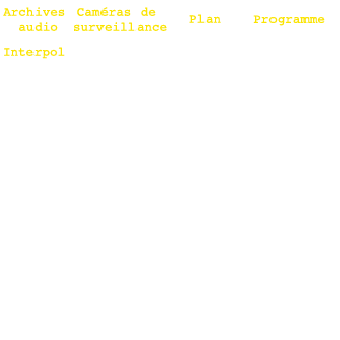 Archives audio
Caméras de surveillance
Plan
Programme
Interpol